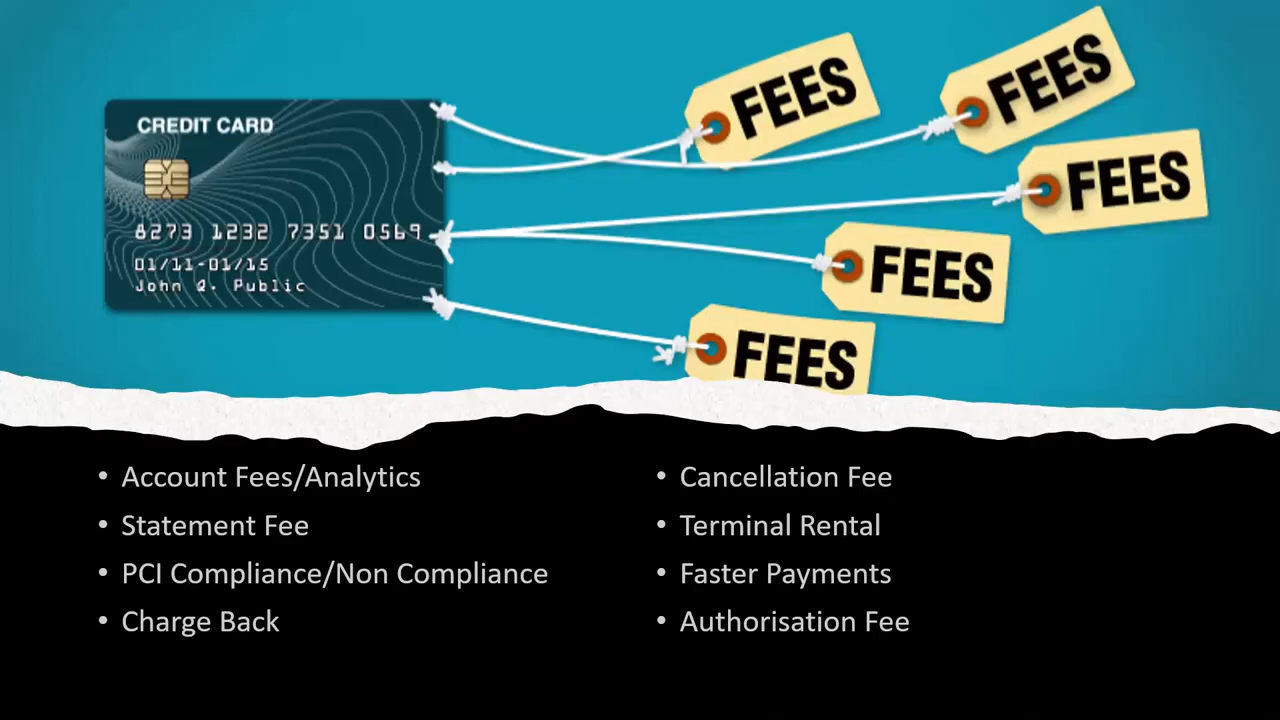 CREDIT CARD
8273 1232 7351 0569
01/11-01/15
John Q. Public
FEES
FEES
FEES
FEES
FEES
• Account Fees/Analytics
• Statement Fee
• PCI Compliance/Non Compliance
• Charge Back
• Cancellation Fee
• Terminal Rental
• Faster Payments
• Authorisation Fee